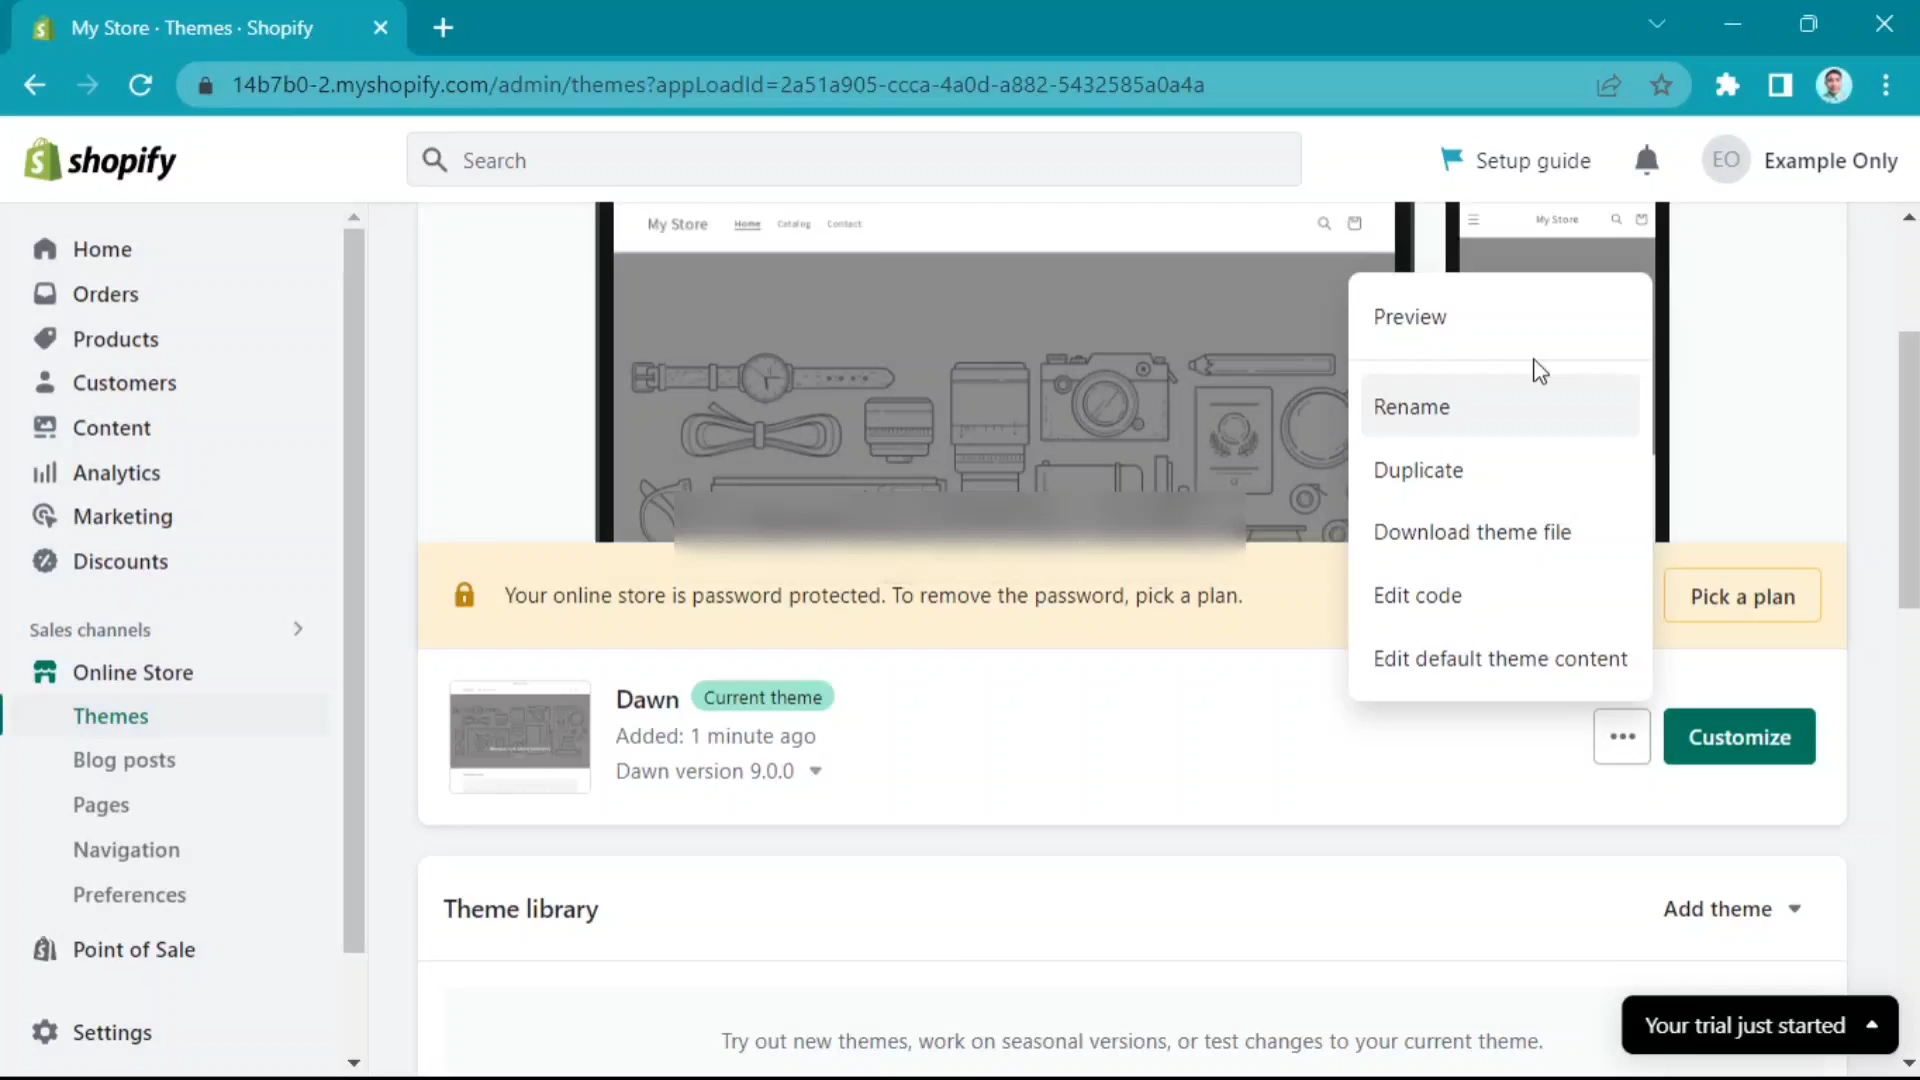 My Store · Themes · Shopify
14b7b0-2.myshopify.com/admin/themes?appLoadId=2a51a905-ccca-4a0d-a882-5432585a0a4a
shopify
Search
Setup guide
EO
Example Only
Home
Orders
Products
Customers
Content
Analytics
Marketing
Discounts
Sales channels
Online Store
Themes
Blog posts
Pages
Navigation
Preferences
Point of Sale
Settings
My Store Home Catalog Contact
My Store
Preview
Rename
Duplicate
Download theme file
Edit code
Edit default theme content
Your online store is password protected. To remove the password, pick a plan.
Pick a plan
Dawn Current theme
Added: 1 minute ago
Dawn version 9.0.0
Customize
Theme library
Add theme
Try out new themes, work on seasonal versions, or test changes to your current theme.
Your trial just started